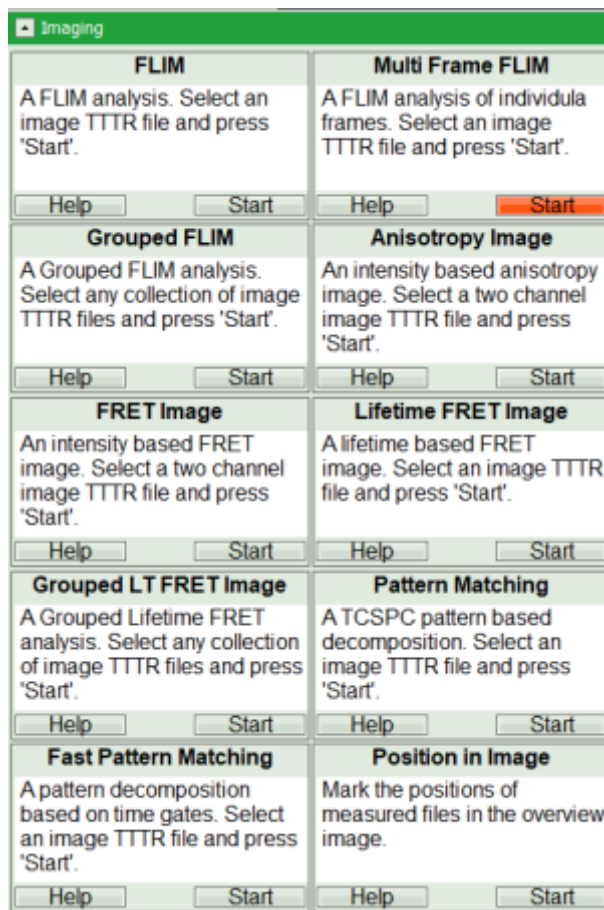 Imaging
FLIM
A FLIM analysis. Select an
image TTTR file and press
'Start'.
Help Start
Multi Frame FLIM
A FLIM analysis of individula
frames. Select an image
TTTR file and press 'Start'.
Help Start
Grouped FLIM
A Grouped FLIM analysis.
Select any collection of image
TTTR files and press 'Start'.
Help Start
Anisotropy Image
An intensity based anisotropy
image. Select a two channel
image TTTR file and press
'Start'.
Help Start
FRET Image
An intensity based FRET
image. Select a two channel
image TTTR file and press
'Start'.
Help Start
Lifetime FRET Image
A lifetime based FRET
image. Select an image TTTR
file and press 'Start'.
Help Start
Grouped LT FRET Image
A Grouped Lifetime FRET
analysis. Select any collection
of image TTTR files and press
'Start'.
Help Start
Pattern Matching
A TCSPC pattern based
decomposition. Select an
image TTTR file and press
'Start'.
Help Start
Fast Pattern Matching
A pattern decomposition
based on time gates. Select
an image TTTR file and press
'Start'.
Help Start
Position in Image
Mark the positions of
measured files in the overview
image.
Help Start